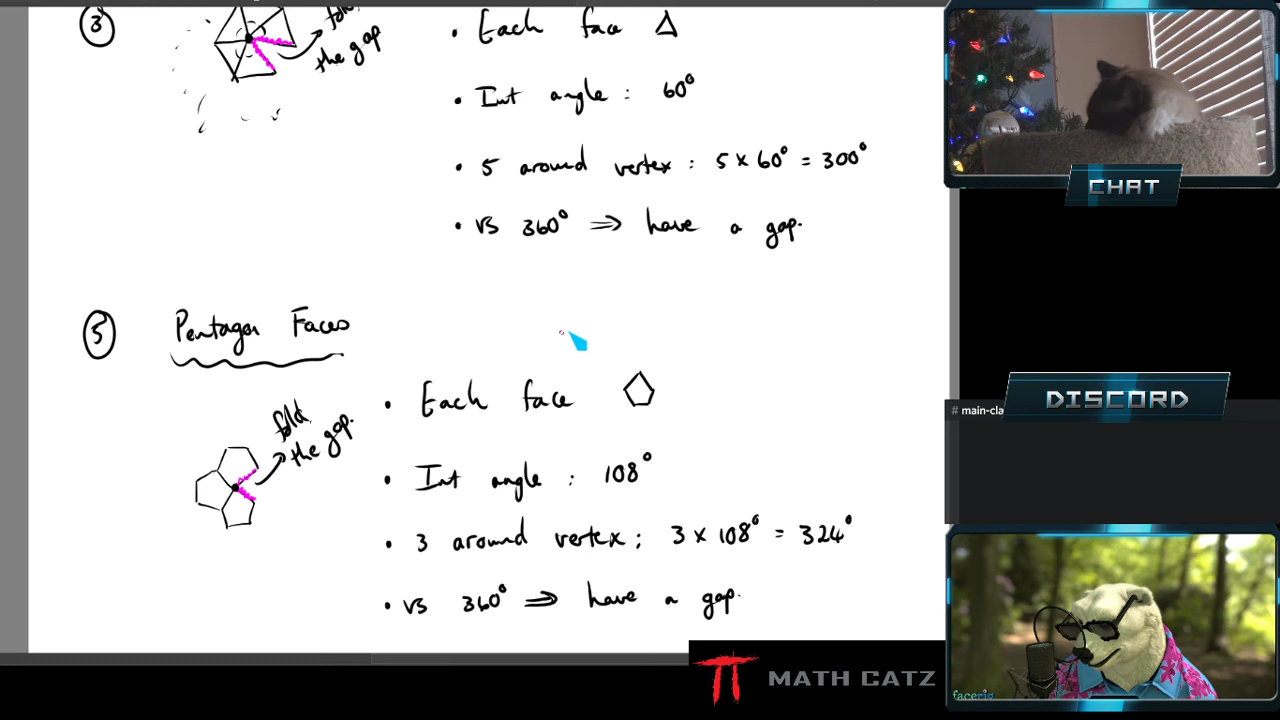 ③
fold
the gap
• Each face △
• Int angle : 60°
• 5 around vertex : 5 × 60° = 300°
• vs 360° ⇒ have a gap.
⑤ Pentagon Faces
fold
the gap.
• Each face ⬠
• Int angle : 108°
• 3 around vertex ; 3 × 108° = 324°
• vs 360° ⇒ have a gap.
CHAT
DISCORD
# main-cla
MATH CATZ
facerig